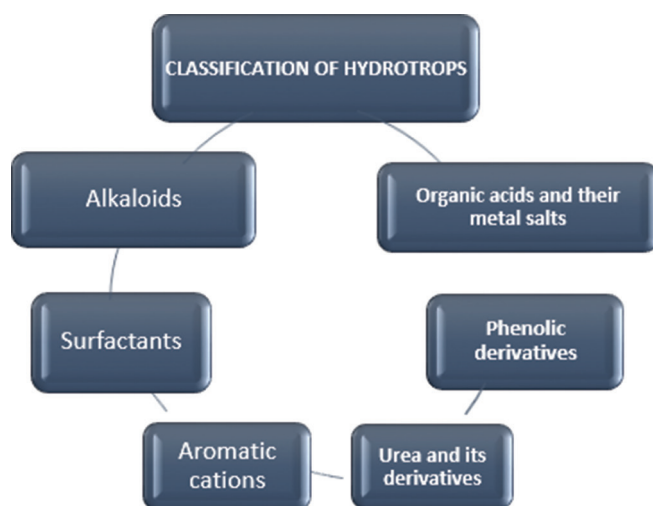 CLASSIFICATION OF HYDROTROPS
Alkaloids
Organic acids and their
metal salts
Surfactants
Phenolic
derivatives
Aromatic
cations
Urea and its
derivatives